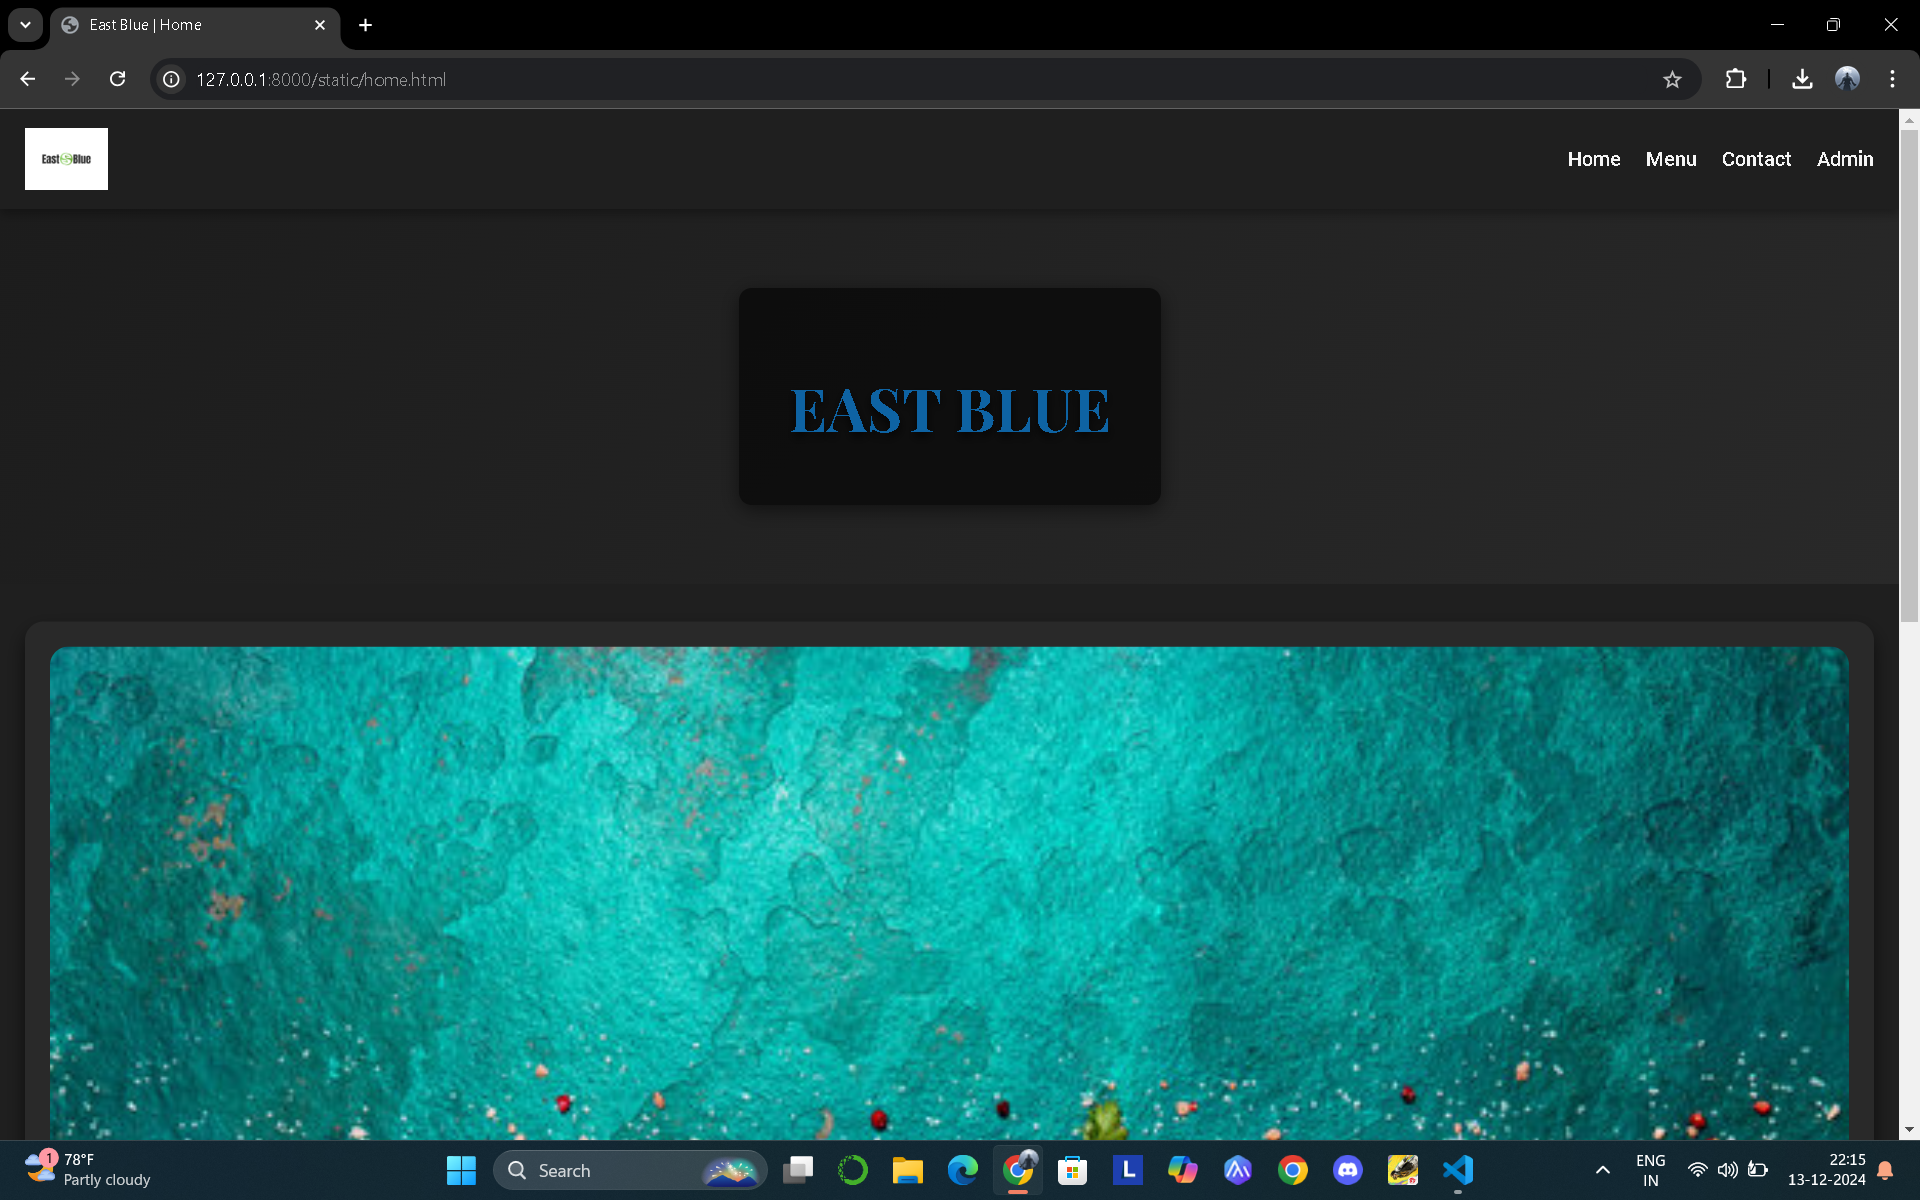 East Blue | Home
127.0.0.1:8000/static/home.html
East Blue
Home Menu Contact Admin
EAST BLUE
1
78°F
Partly cloudy
Search
L
ENG
IN
22:15
13-12-2024